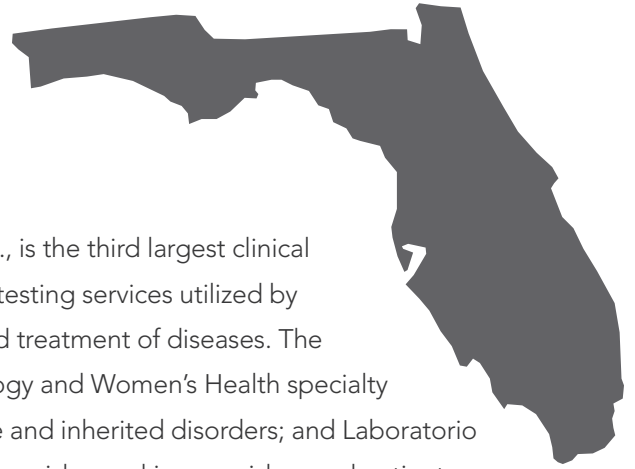 ., is the third largest clinical
testing services utilized by
d treatment of diseases. The
ogy and Women's Health specialty
e and inherited disorders; and Laboratorio